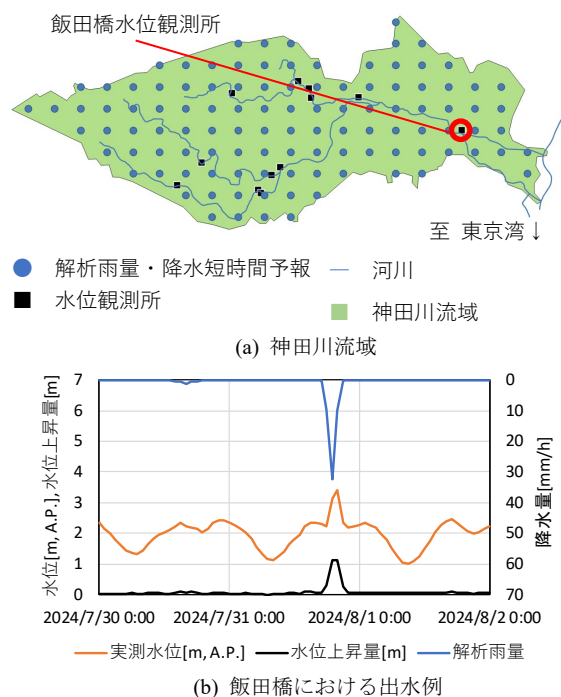 飯田橋水位観測所
至 東京湾↓
解析雨量・降水短時間予報
河川
水位観測所
神田川流域
(a) 神田川流域
水位[m, A.P.], 水位上昇量[m]
7
6
5
4
3
2
1
0
0
10
20
30
40
50
60
70
降水量[mm/h]
2024/7/30 0:00
2024/7/31 0:00
2024/8/1 0:00
2024/8/2 0:00
実測水位[m, A.P.]
水位上昇量[m]
解析雨量
(b) 飯田橋における出水例